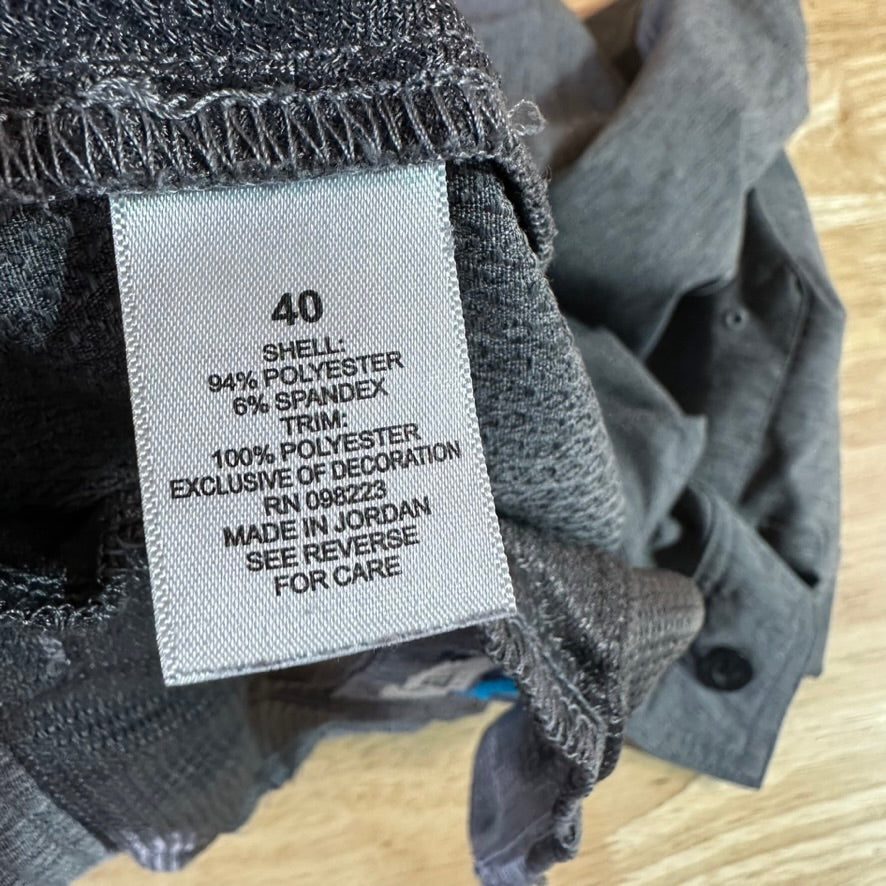 40
SHELL:
94% POLYESTER
6% SPANDEX
TRIM:
100% POLYESTER
EXCLUSIVE OF DECORATION
RN 098223
MADE IN JORDAN
SEE REVERSE
FOR CARE